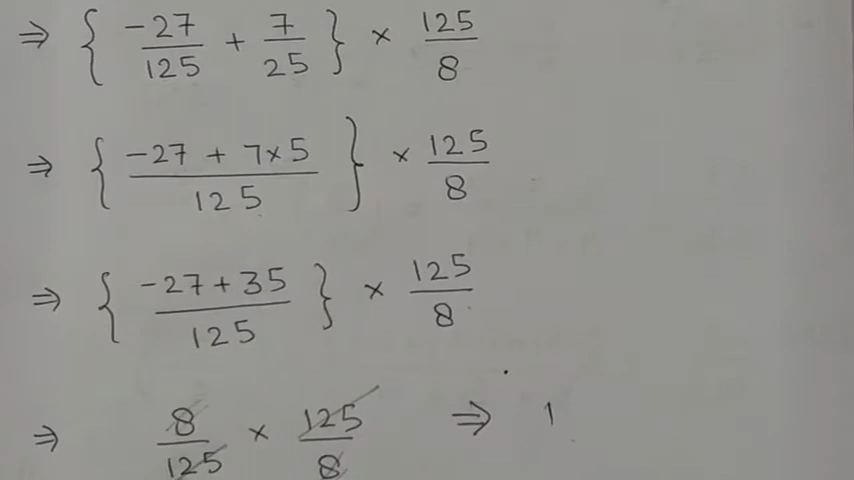 ⇒ { -27/125 + 7/25 } × 125/8
⇒ { (-27 + 7×5)/125 } × 125/8
⇒ { (-27+35)/125 } × 125/8
⇒ 8/125 × 125/8 ⇒ 1